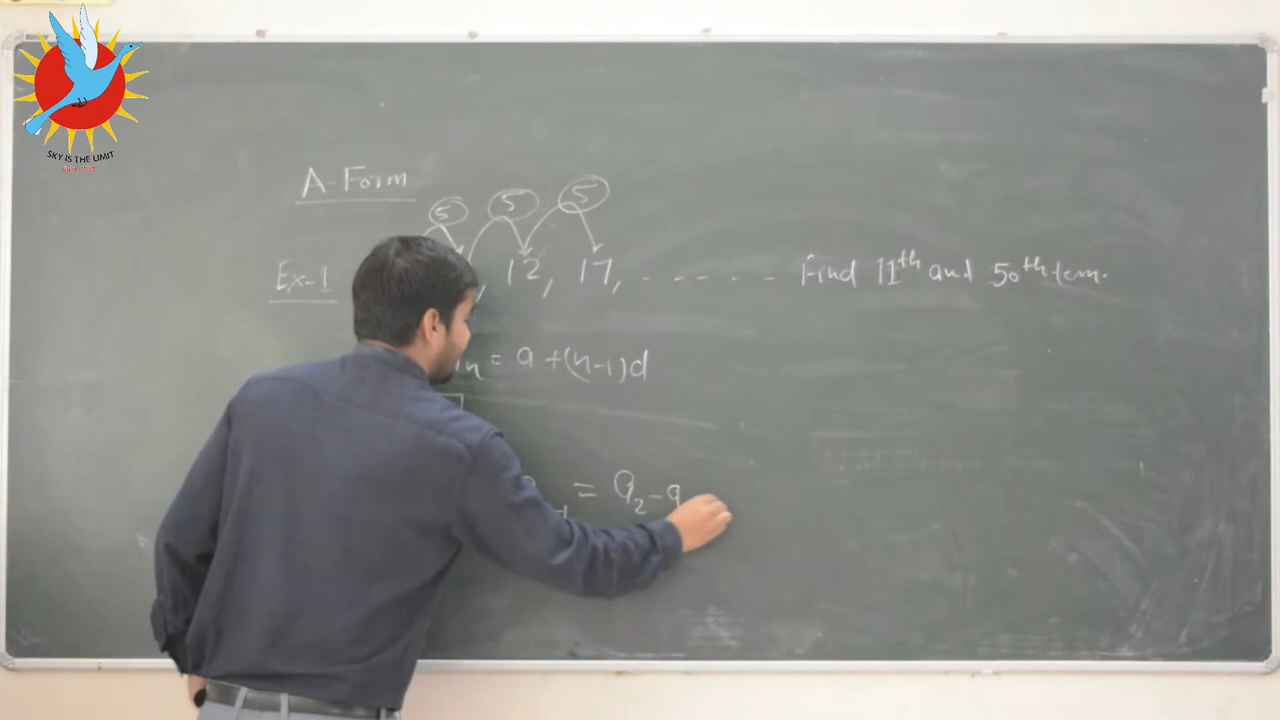 SKY IS THE LIMIT
A-Form
5 5 5
Ex-1 , 12, 17, - - - - - Find 11th and 50th term.
n = a + (n-1)d
-1 = a2 - a